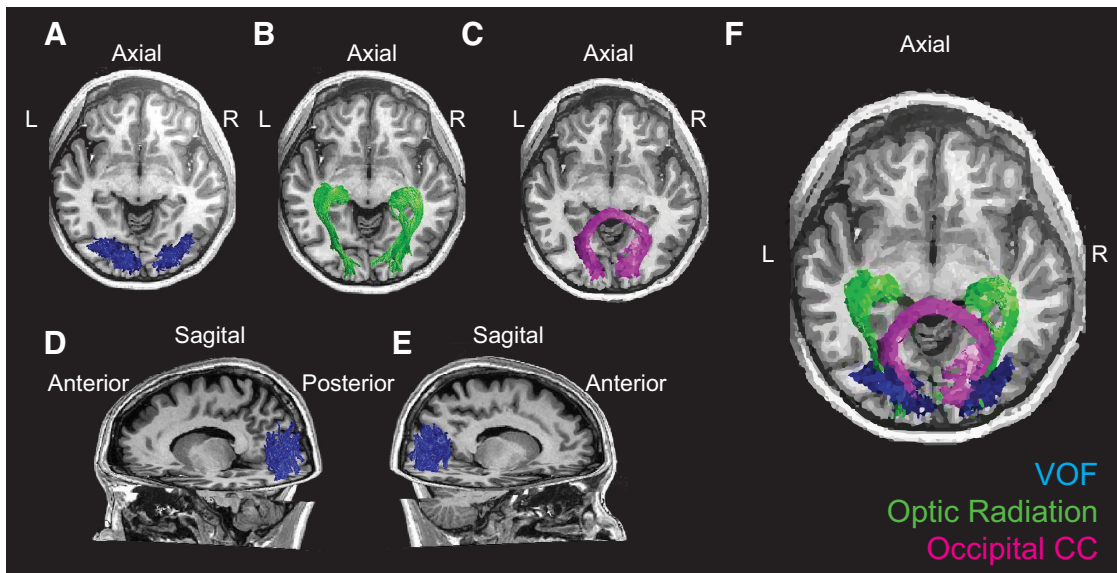 A
Axial
L
B
Axial
L
R
C
Axial
R
F
Axial
L
R
D
Sagital
Anterior
Posterior
E
Sagital
Anterior
VOF
Optic Radiation
Occipital CC